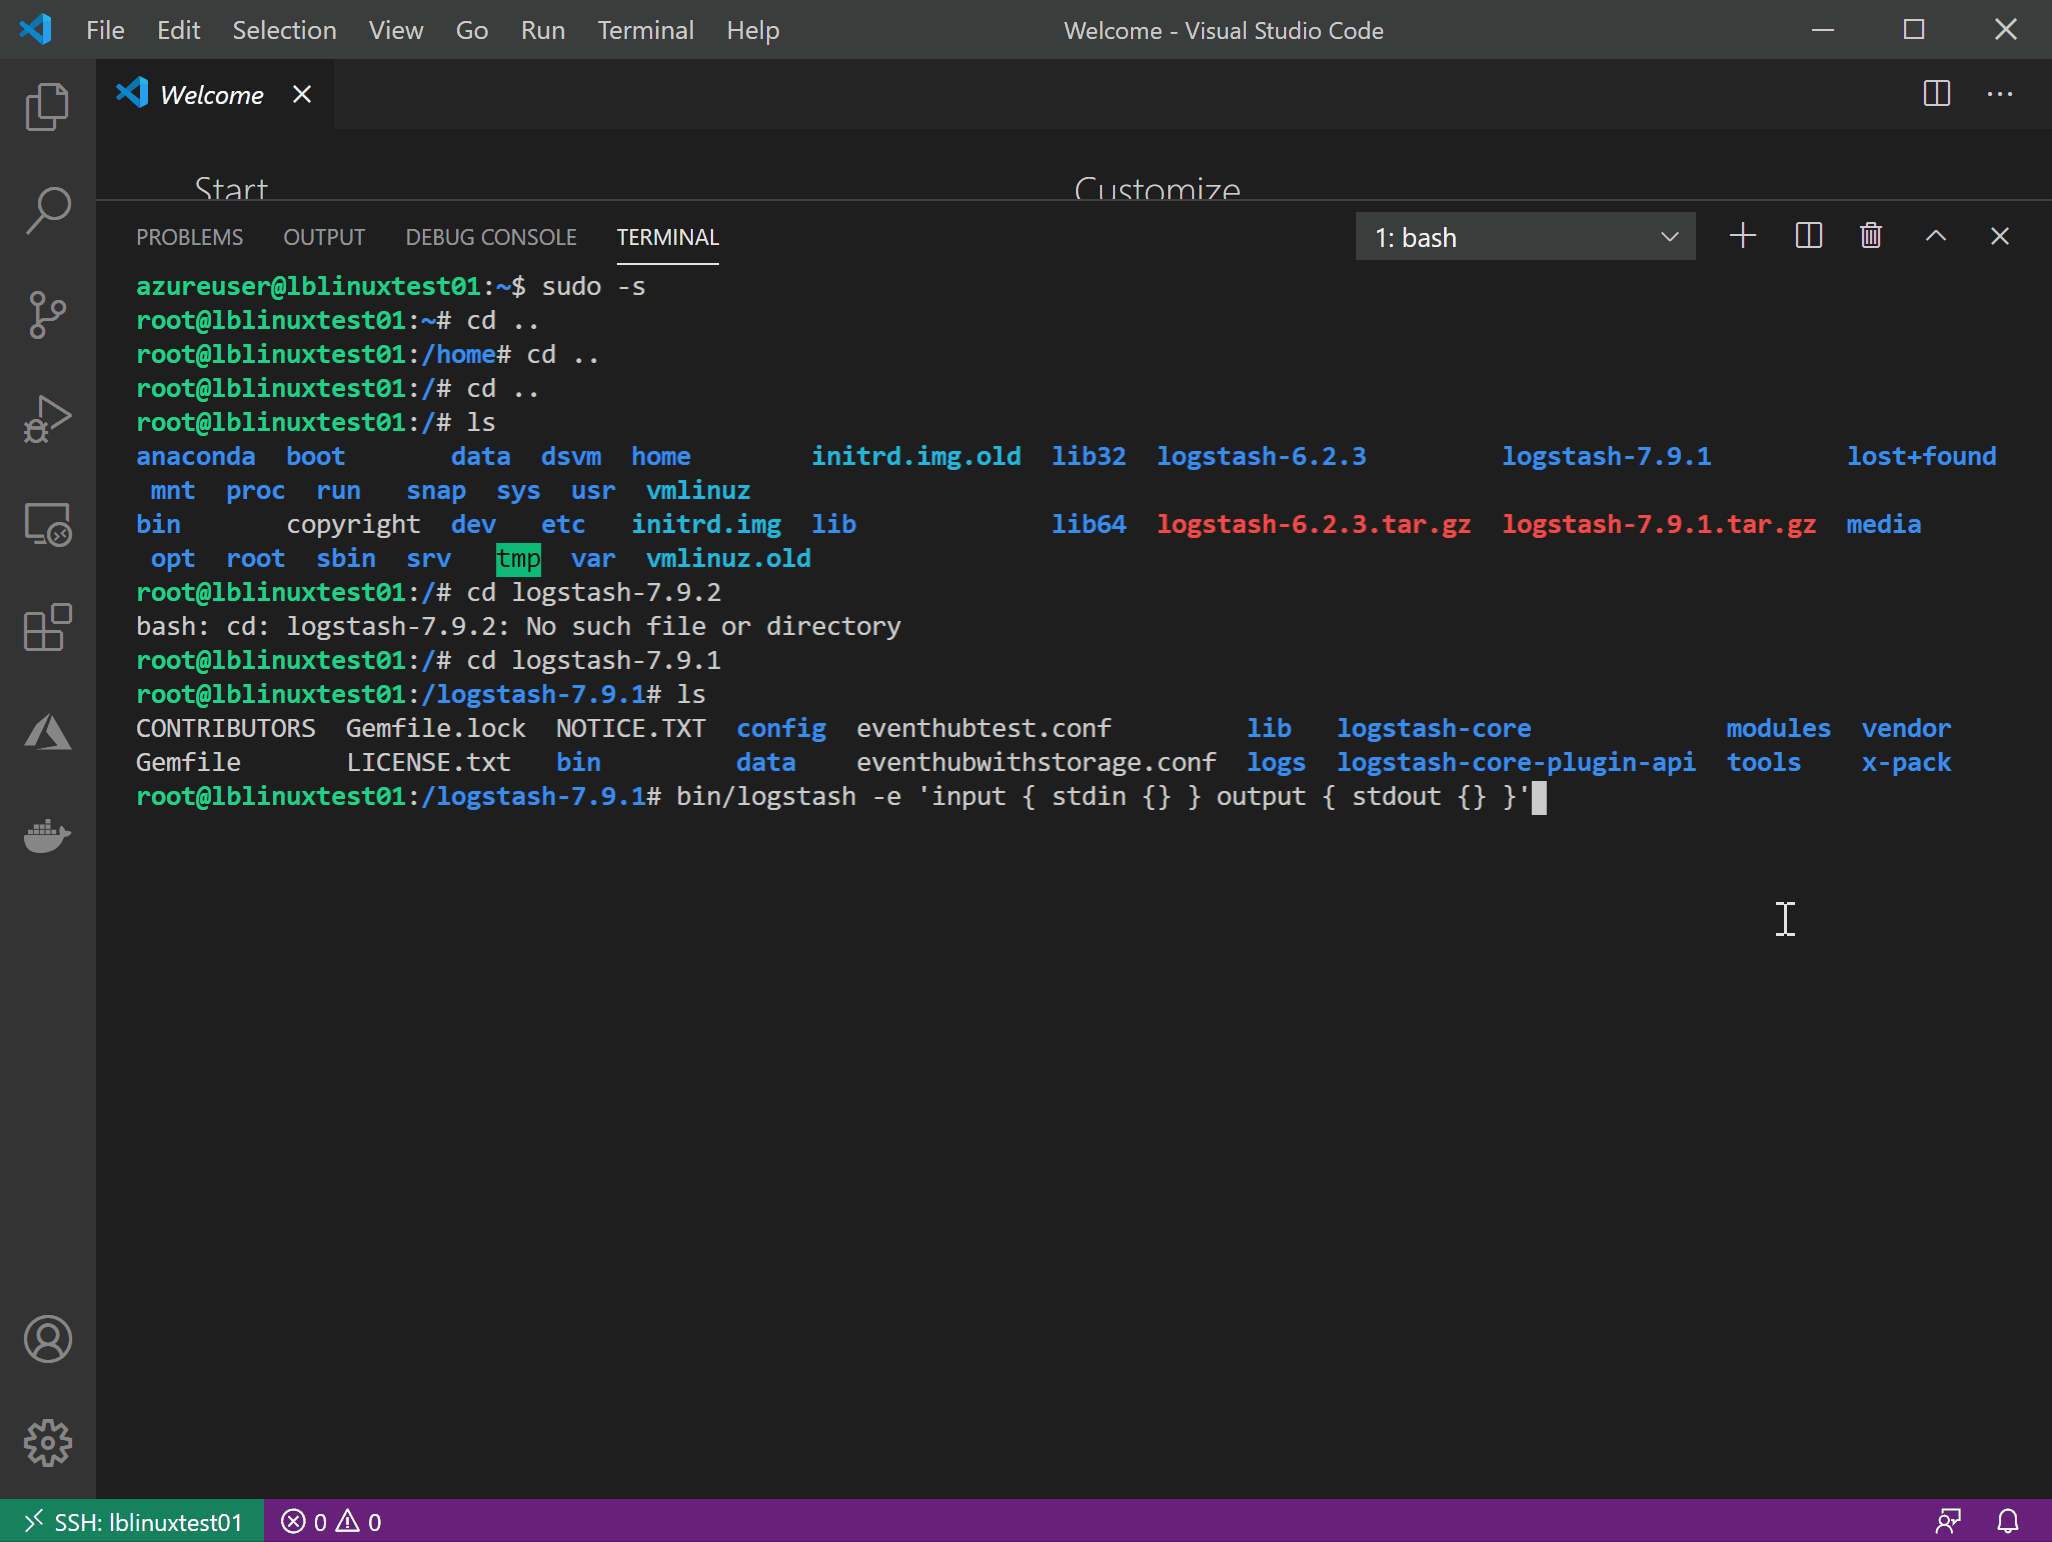 File Edit Selection View Go Run Terminal Help Welcome - Visual Studio Code
Welcome
Start Customize
PROBLEMS OUTPUT DEBUG CONSOLE TERMINAL 1: bash
azureuser@lblinuxtest01:~$ sudo -s
root@lblinuxtest01:~# cd ..
root@lblinuxtest01:/home# cd ..
root@lblinuxtest01:/# cd ..
root@lblinuxtest01:/# ls
anaconda boot data dsvm home initrd.img.old lib32 logstash-6.2.3 logstash-7.9.1 lost+found
mnt proc run snap sys usr vmlinuz
bin copyright dev etc initrd.img lib lib64 logstash-6.2.3.tar.gz logstash-7.9.1.tar.gz media
opt root sbin srv tmp var vmlinuz.old
root@lblinuxtest01:/# cd logstash-7.9.2
bash: cd: logstash-7.9.2: No such file or directory
root@lblinuxtest01:/# cd logstash-7.9.1
root@lblinuxtest01:/logstash-7.9.1# ls
CONTRIBUTORS Gemfile.lock NOTICE.TXT config eventhubtest.conf lib logstash-core modules vendor
Gemfile LICENSE.txt bin data eventhubwithstorage.conf logs logstash-core-plugin-api tools x-pack
root@lblinuxtest01:/logstash-7.9.1# bin/logstash -e 'input { stdin {} } output { stdout {} }'
SSH: lblinuxtest01 0 0